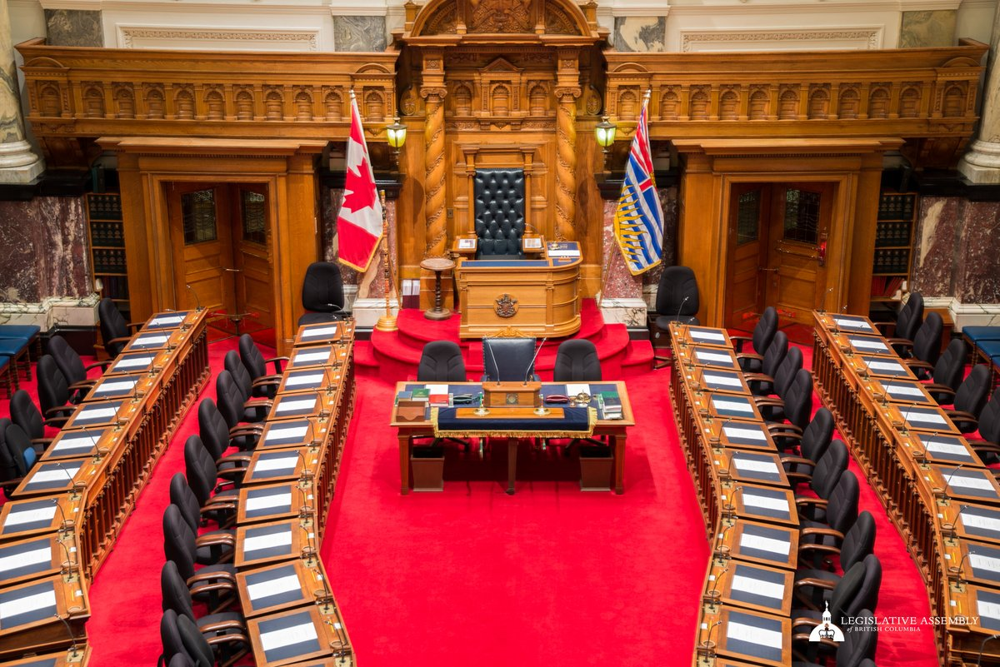 LEGISLATIVE ASSEMBLY
of BRITISH COLUMBIA